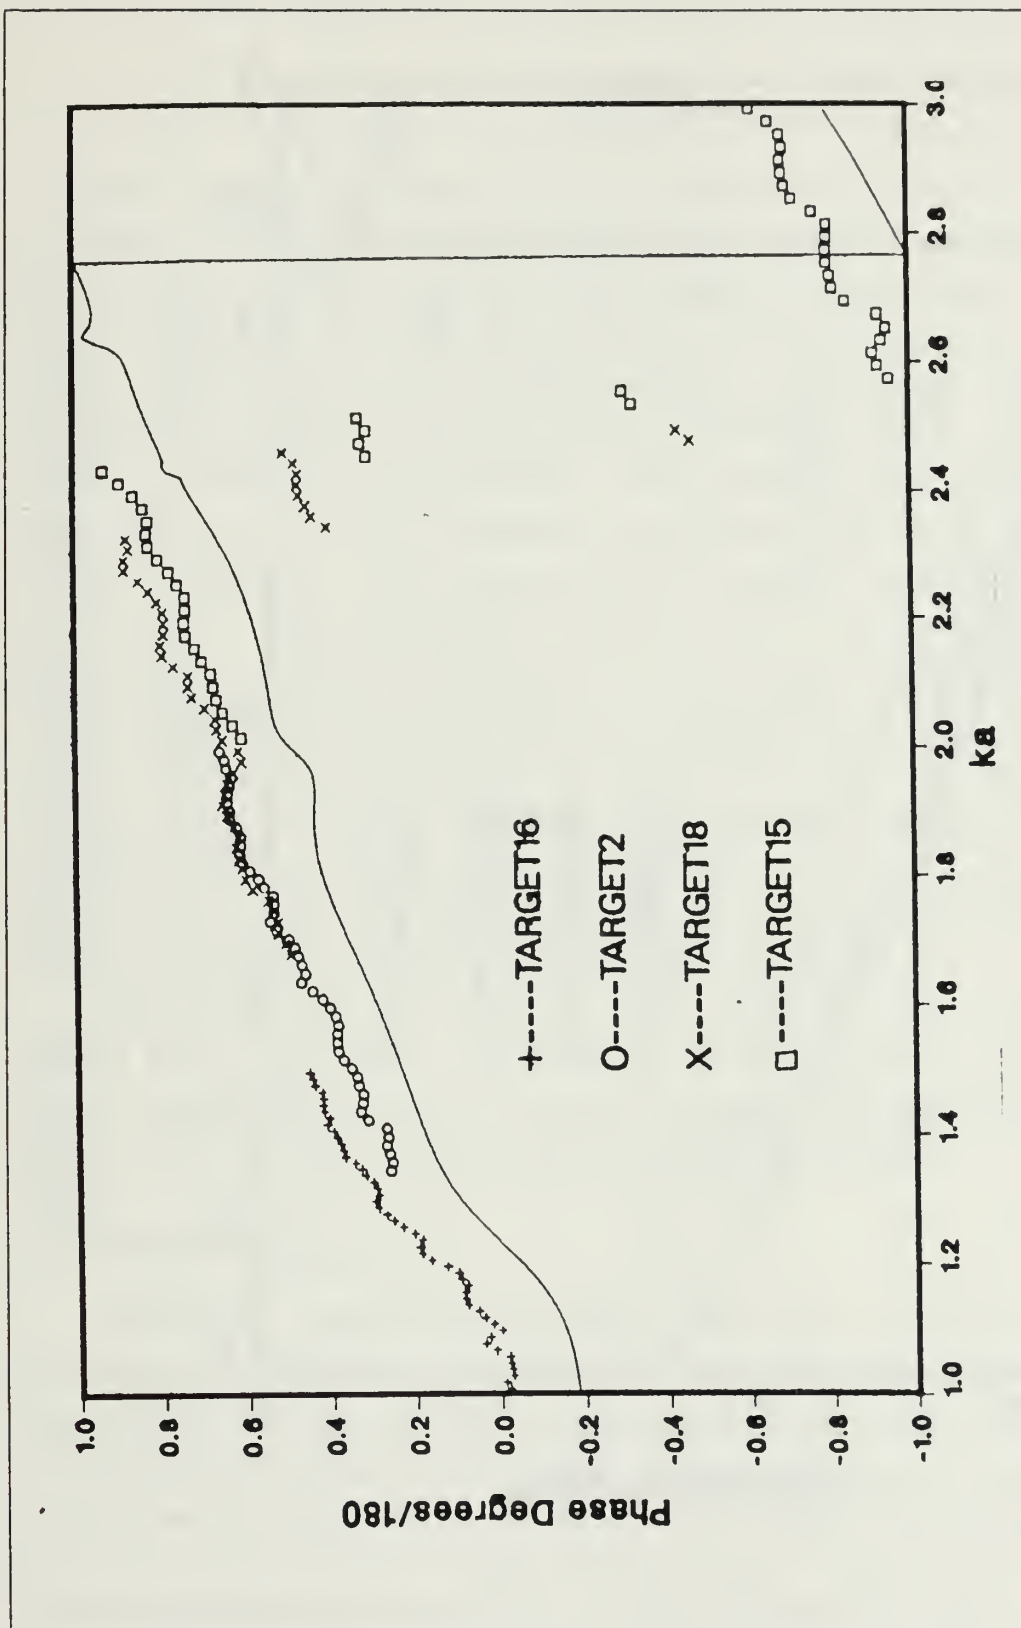 Phase Degrees/180
1.0
0.8
0.6
0.4
0.2
0.0
-0.2
-0.4
-0.6
-0.8
-1.0
+----TARGET16
O----TARGET2
X----TARGET18
□----TARGET15
1.0 1.2 1.4 1.6 1.8 2.0 2.2 2.4 2.6 2.8 3.0
ka